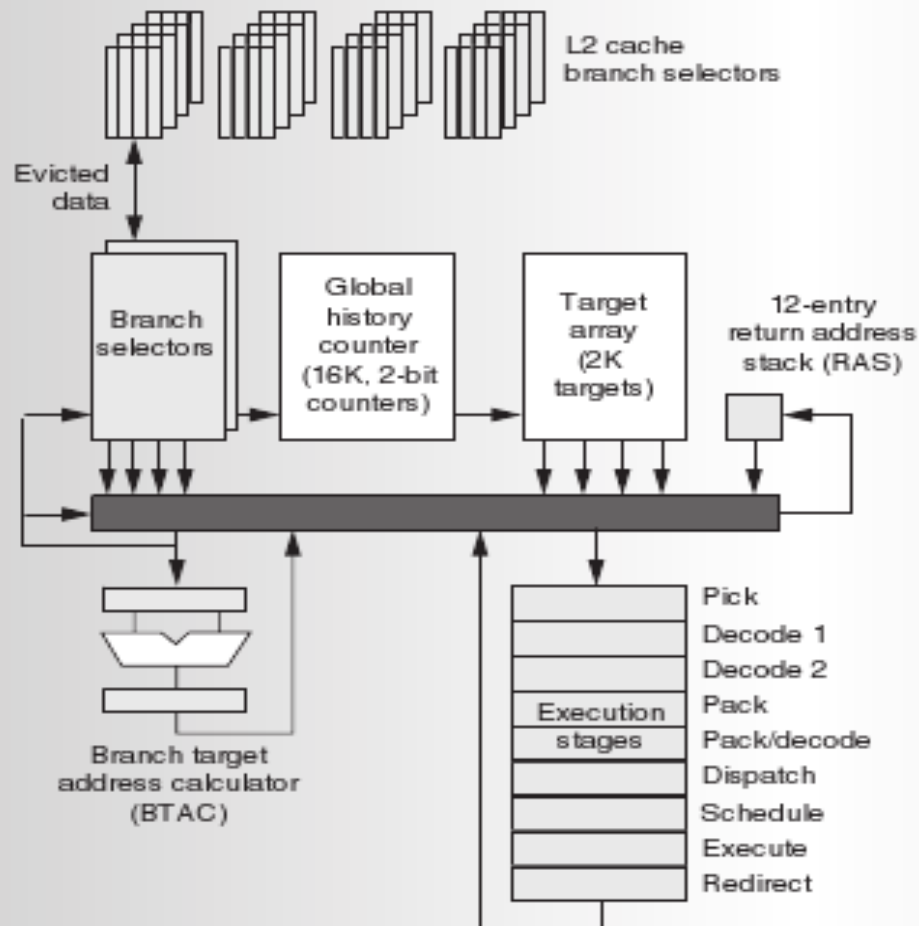 L2 cache
branch selectors
Evicted
data
Branch
selectors
Global
history
counter
(16K, 2-bit
counters)
Target
array
(2K
targets)
12-entry
return address
stack (RAS)
Pick
Decode 1
Decode 2
Pack
Pack/decode
Dispatch
Schedule
Execute
Redirect
Execution
stages
Branch target
address calculator
(BTAC)